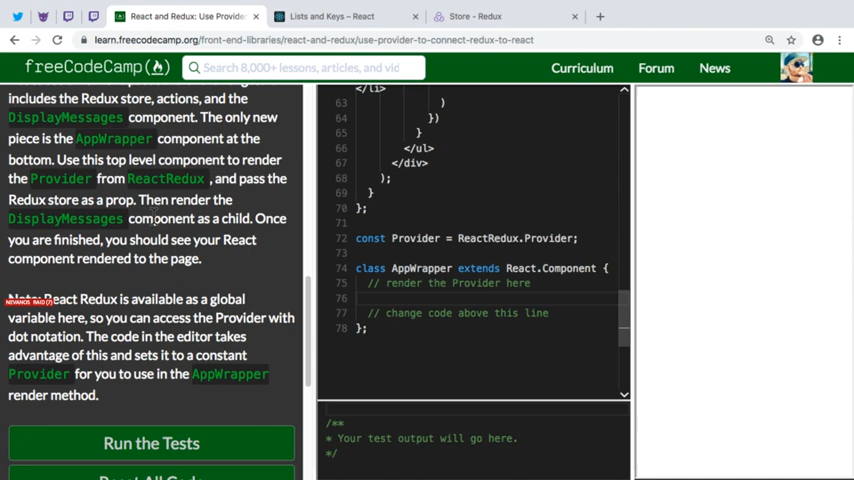 React and Redux: Use Provider
Lists and Keys – React
Store - Redux
learn.freecodecamp.org/front-end-libraries/react-and-redux/use-provider-to-connect-redux-to-react
freeCodeCamp
Search 8,000+ lessons, articles, and vid
Curriculum
Forum
News
includes the Redux store, actions, and the
DisplayMessages component. The only new
piece is the AppWrapper component at the
bottom. Use this top level component to render
the Provider from ReactRedux , and pass the
Redux store as a prop. Then render the
DisplayMessages component as a child. Once
you are finished, you should see your React
component rendered to the page.
Note: React Redux is available as a global
NEVANOS RAID (7)
variable here, so you can access the Provider with
dot notation. The code in the editor takes
advantage of this and sets it to a constant
Provider for you to use in the AppWrapper
render method.
Run the Tests
Reset All Code
</li>
63 )
64 })
65 }
66 </ul>
67 </div>
68 );
69 }
70 };
71
72 const Provider = ReactRedux.Provider;
73
74 class AppWrapper extends React.Component {
75 // render the Provider here
76
77 // change code above this line
78 };
/**
* Your test output will go here.
*/